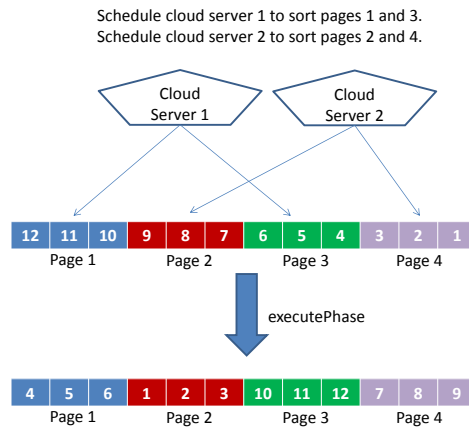 Schedule cloud server 1 to sort pages 1 and 3.
Schedule cloud server 2 to sort pages 2 and 4.
Cloud
Server 1
Cloud
Server 2
12 11 10 9 8 7 6 5 4 3 2 1
Page 1 Page 2 Page 3 Page 4
executePhase
4 5 6 1 2 3 10 11 12 7 8 9
Page 1 Page 2 Page 3 Page 4